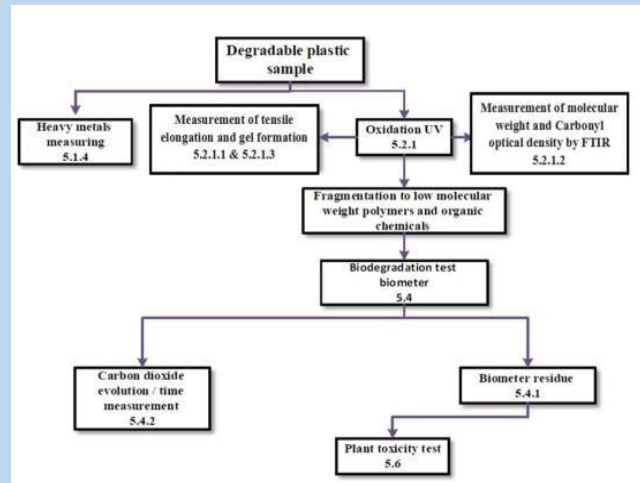 Degradable plastic
sample
Heavy metals
measuring
5.1.4
Measurement of tensile
elongation and gel formation
5.2.1.1 & 5.2.1.3
Oxidation UV
5.2.1
Measurement of molecular
weight and Carbonyl
optical density by FTIR
5.2.1.2
Fragmentation to low molecular
weight polymers and organic
chemicals
Biodegradation test
biometer
5.4
Carbon dioxide
evolution / time
measurement
5.4.2
Biometer residue
5.4.1
Plant toxicity test
5.6